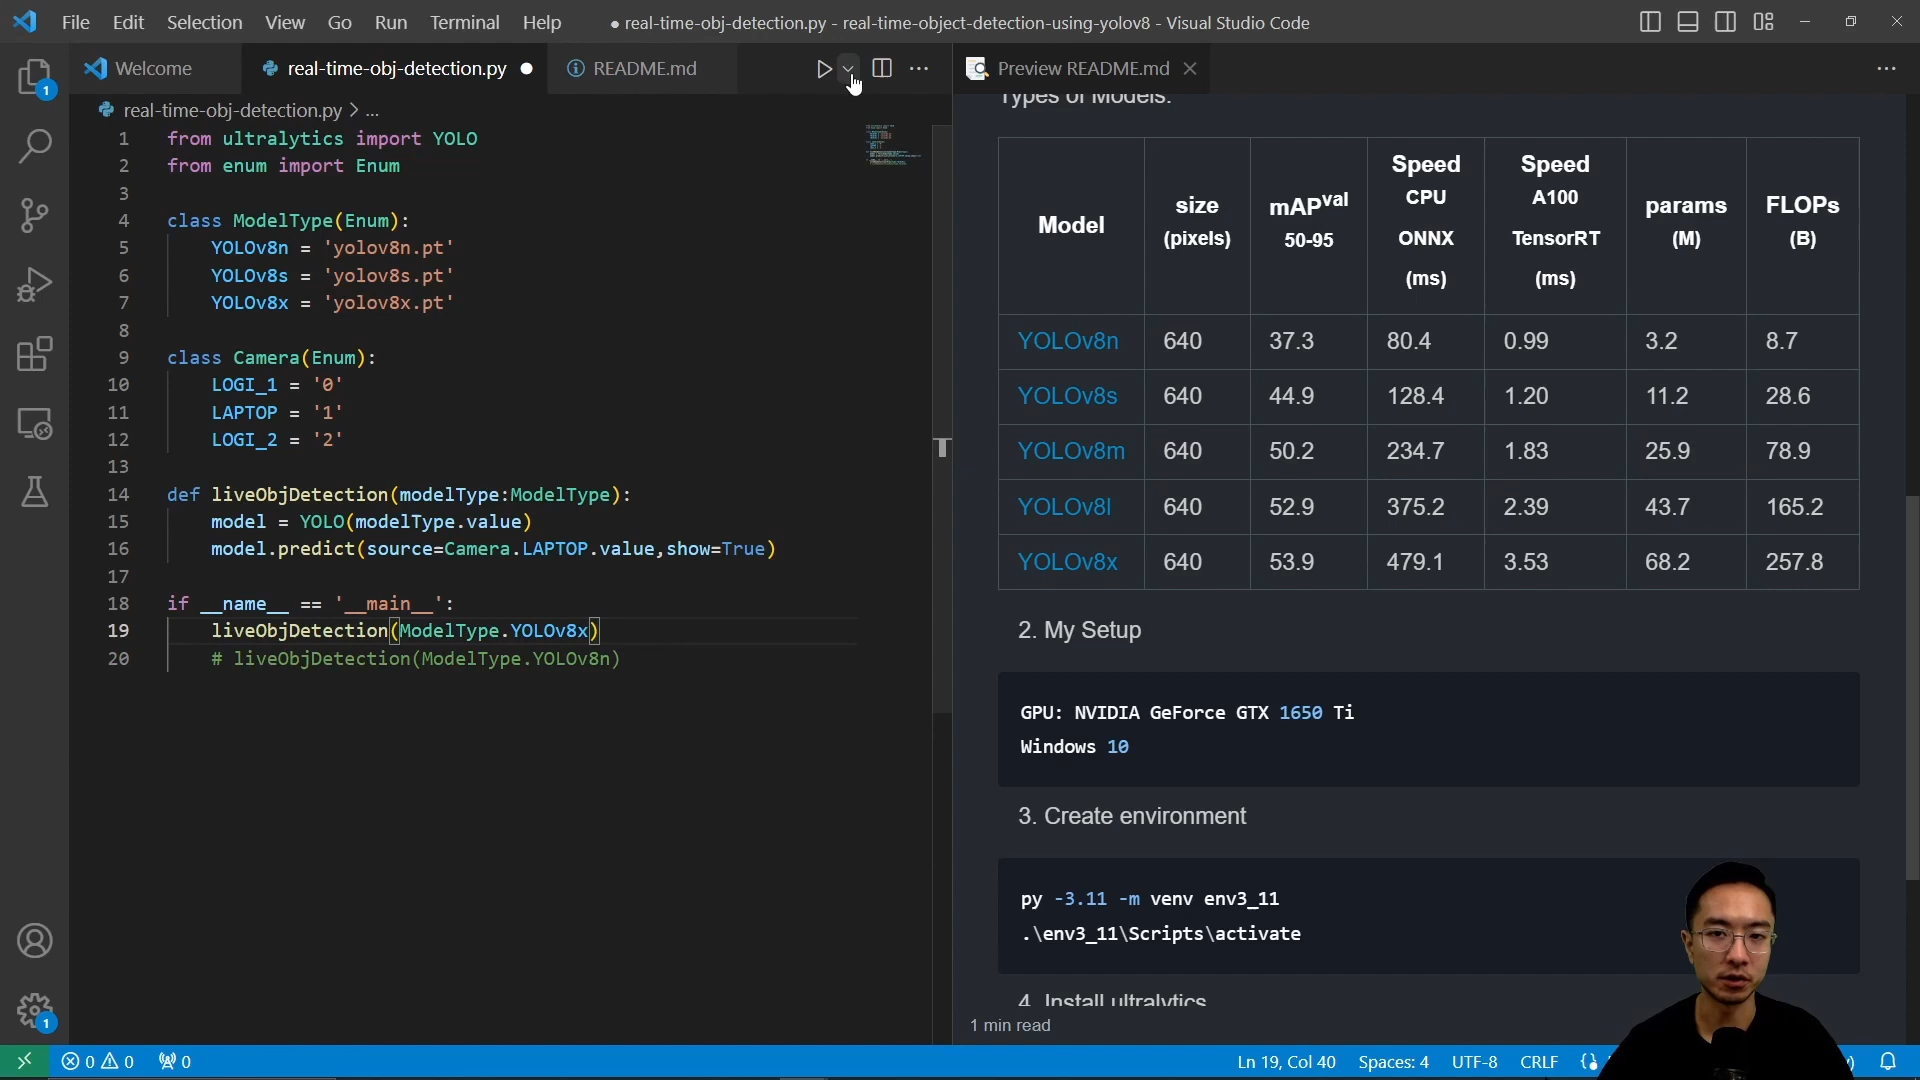 File Edit Selection View Go Run Terminal Help
● real-time-obj-detection.py - real-time-object-detection-using-yolov8 - Visual Studio Code
Welcome
real-time-obj-detection.py
README.md
real-time-obj-detection.py > ...
1 from ultralytics import YOLO
2 from enum import Enum
3
4 class ModelType(Enum):
5 YOLOv8n = 'yolov8n.pt'
6 YOLOv8s = 'yolov8s.pt'
7 YOLOv8x = 'yolov8x.pt'
8
9 class Camera(Enum):
10 LOGI_1 = '0'
11 LAPTOP = '1'
12 LOGI_2 = '2'
13
14 def liveObjDetection(modelType:ModelType):
15 model = YOLO(modelType.value)
16 model.predict(source=Camera.LAPTOP.value,show=True)
17
18 if __name__ == '__main__':
19 liveObjDetection(ModelType.YOLOv8x)
20 # liveObjDetection(ModelType.YOLOv8n)
Preview README.md
Types of Models:
Model size (pixels) mAPval 50-95 Speed CPU ONNX (ms) Speed A100 TensorRT (ms) params (M) FLOPs (B)
YOLOv8n 640 37.3 80.4 0.99 3.2 8.7
YOLOv8s 640 44.9 128.4 1.20 11.2 28.6
YOLOv8m 640 50.2 234.7 1.83 25.9 78.9
YOLOv8l 640 52.9 375.2 2.39 43.7 165.2
YOLOv8x 640 53.9 479.1 3.53 68.2 257.8
2. My Setup
GPU: NVIDIA GeForce GTX 1650 Ti
Windows 10
3. Create environment
py -3.11 -m venv env3_11
.\env3_11\Scripts\activate
4. Install ultralytics
1 min read
1
1
0 0 0
Ln 19, Col 40 Spaces: 4 UTF-8 CRLF